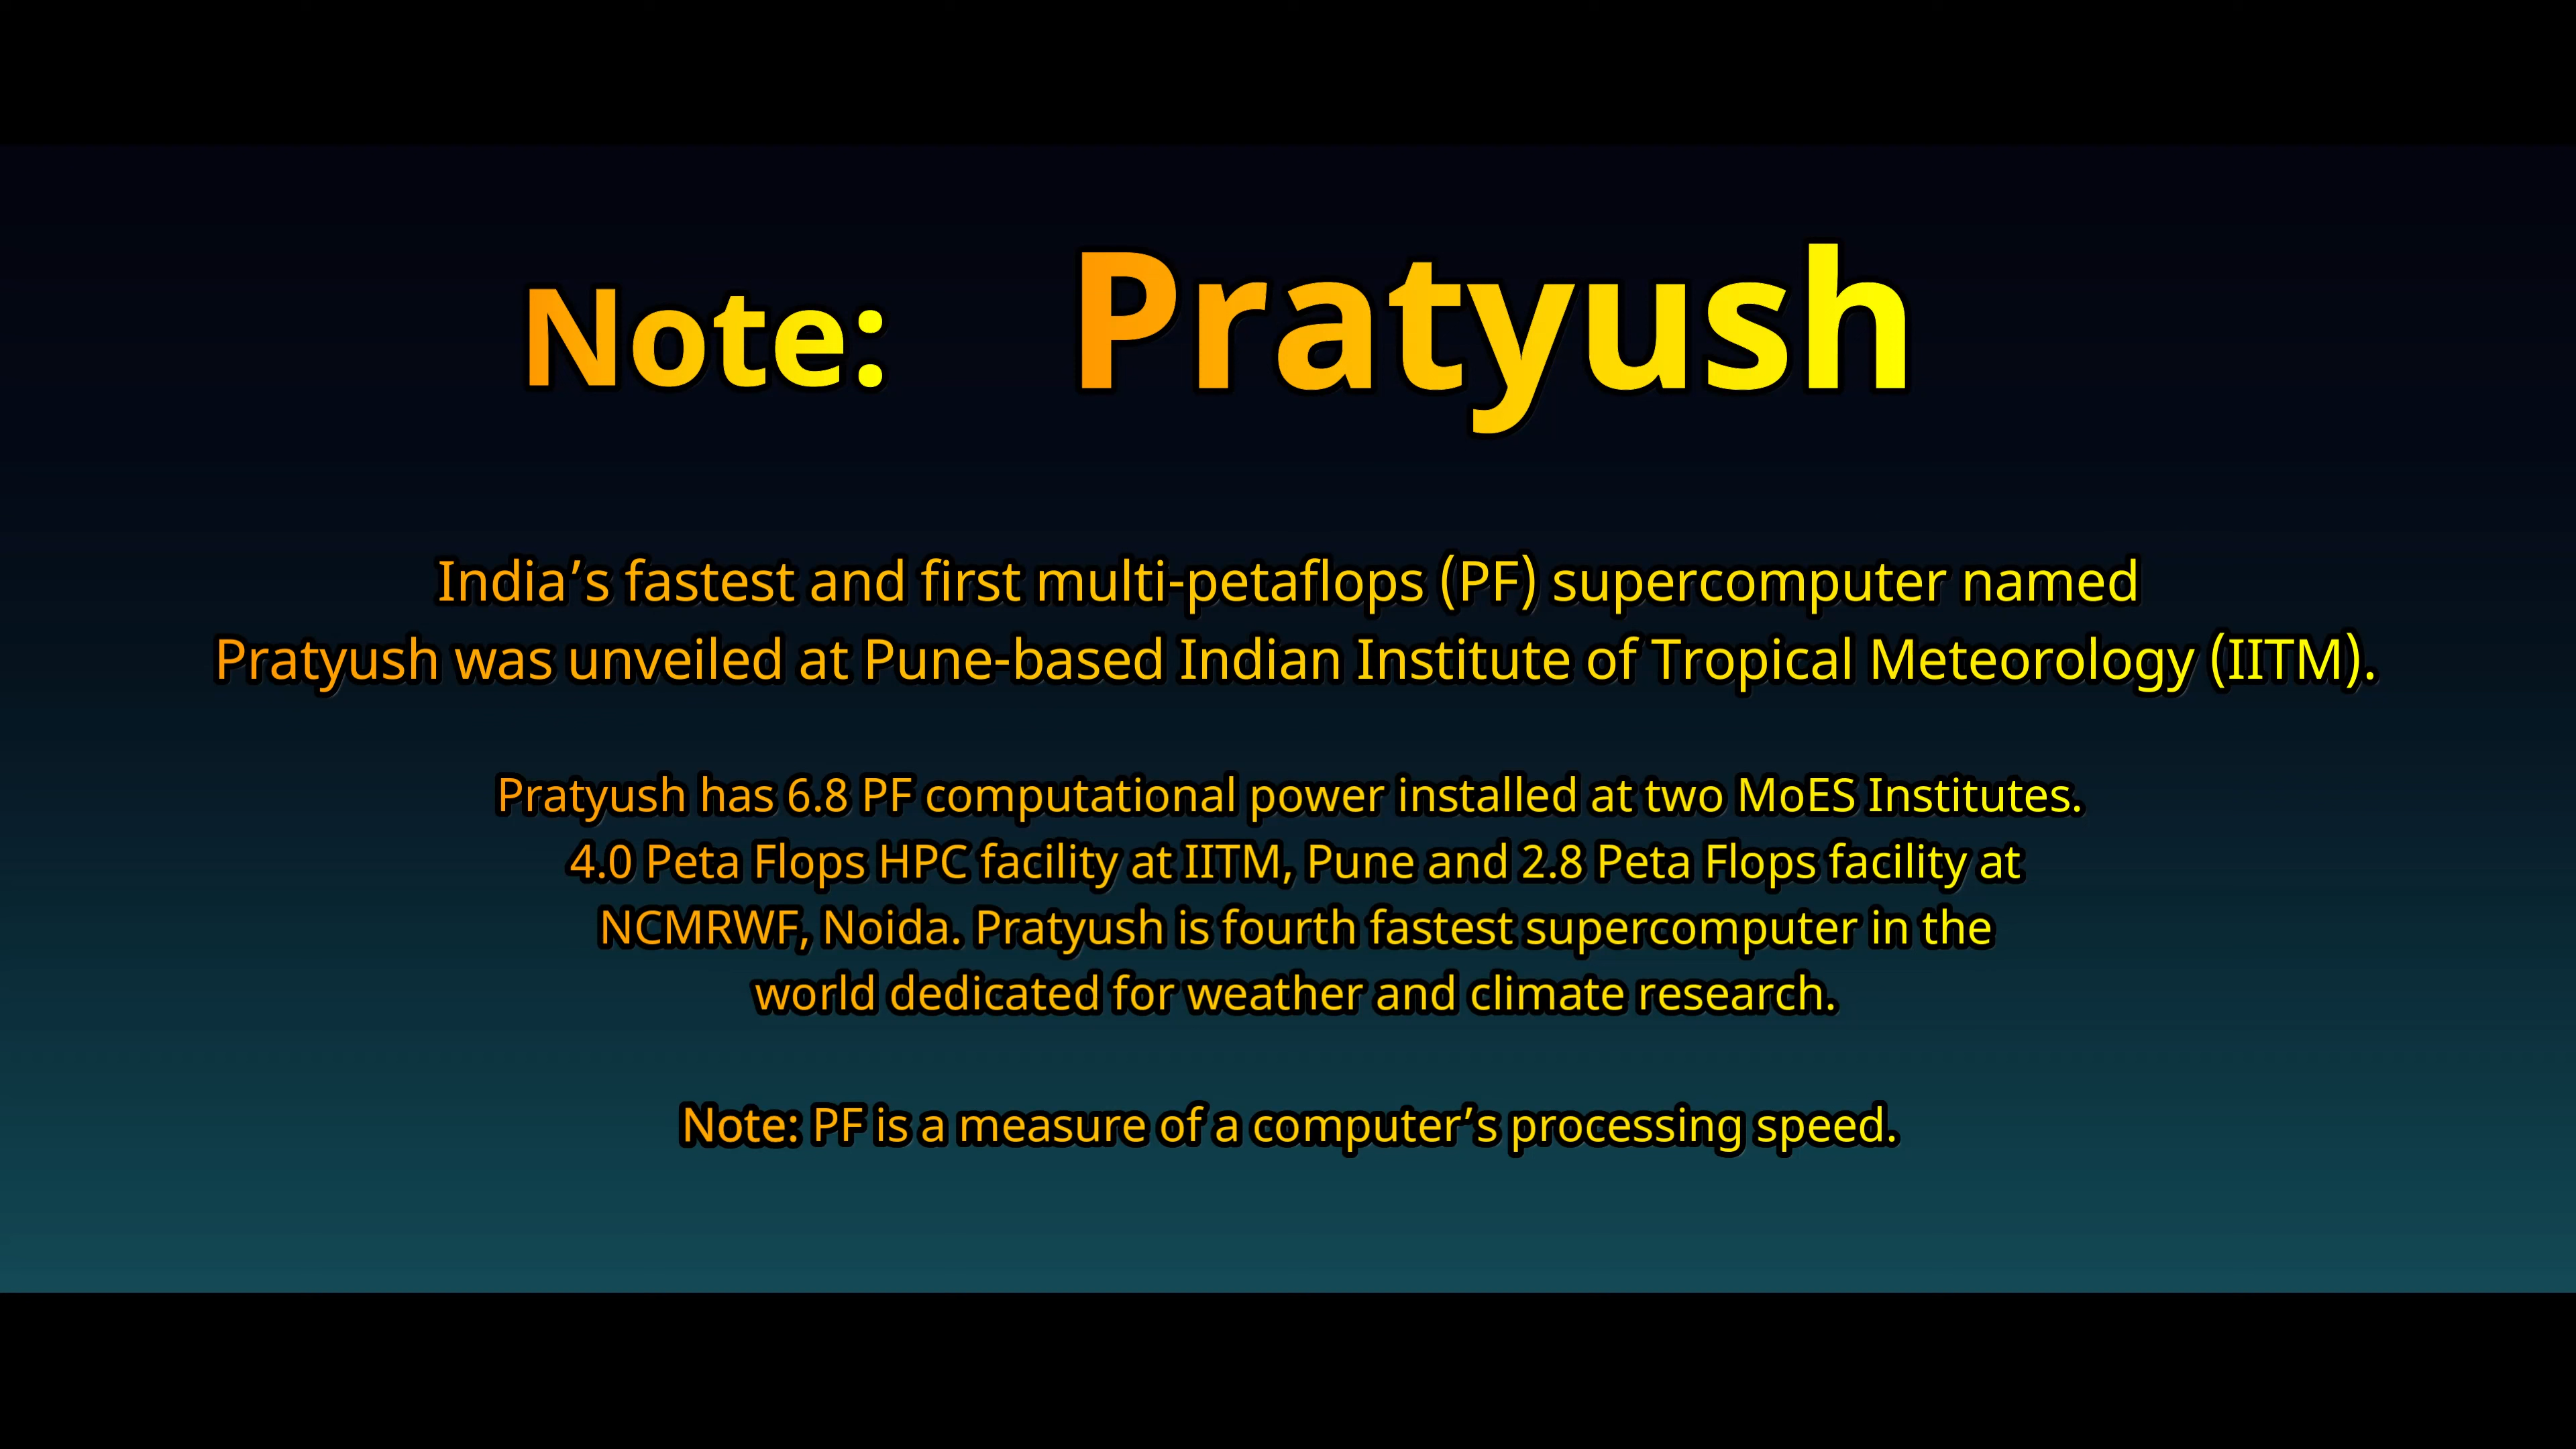 Note: Pratyush
India’s fastest and first multi-petaflops (PF) supercomputer named
Pratyush was unveiled at Pune-based Indian Institute of Tropical Meteorology (IITM).
Pratyush has 6.8 PF computational power installed at two MoES Institutes.
4.0 Peta Flops HPC facility at IITM, Pune and 2.8 Peta Flops facility at
NCMRWF, Noida. Pratyush is fourth fastest supercomputer in the
world dedicated for weather and climate research.
Note: PF is a measure of a computer’s processing speed.